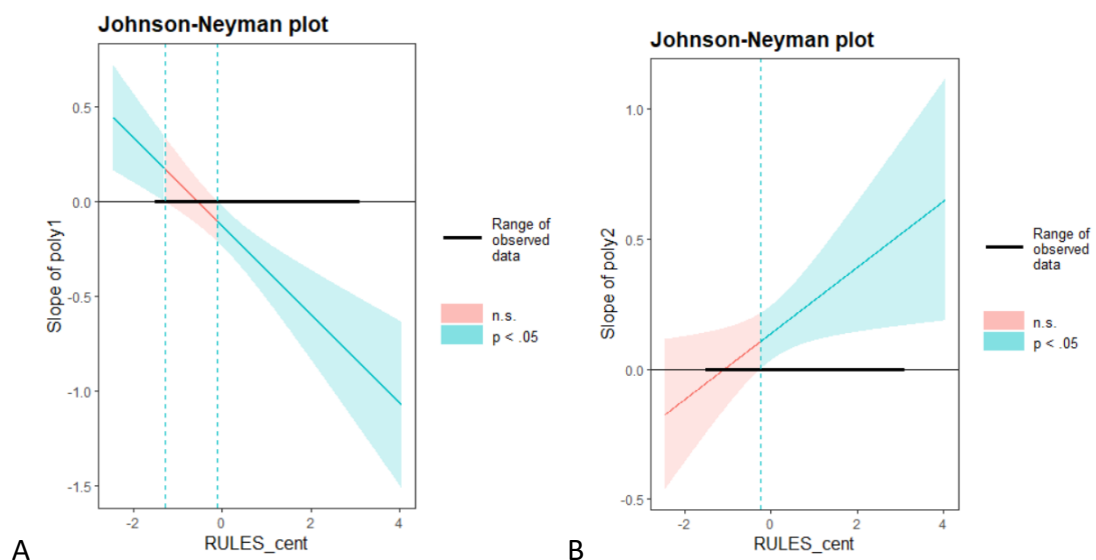 Johnson-Neyman plot
0.5
0.0
-0.5
-1.0
-1.5
Slope of poly1
-2
0
2
4
RULES_cent
Range of
observed
data
n.s.
p < .05
A
Johnson-Neyman plot
1.0
0.5
0.0
-0.5
Slope of poly2
-2
0
2
4
RULES_cent
Range of
observed
data
n.s.
p < .05
B